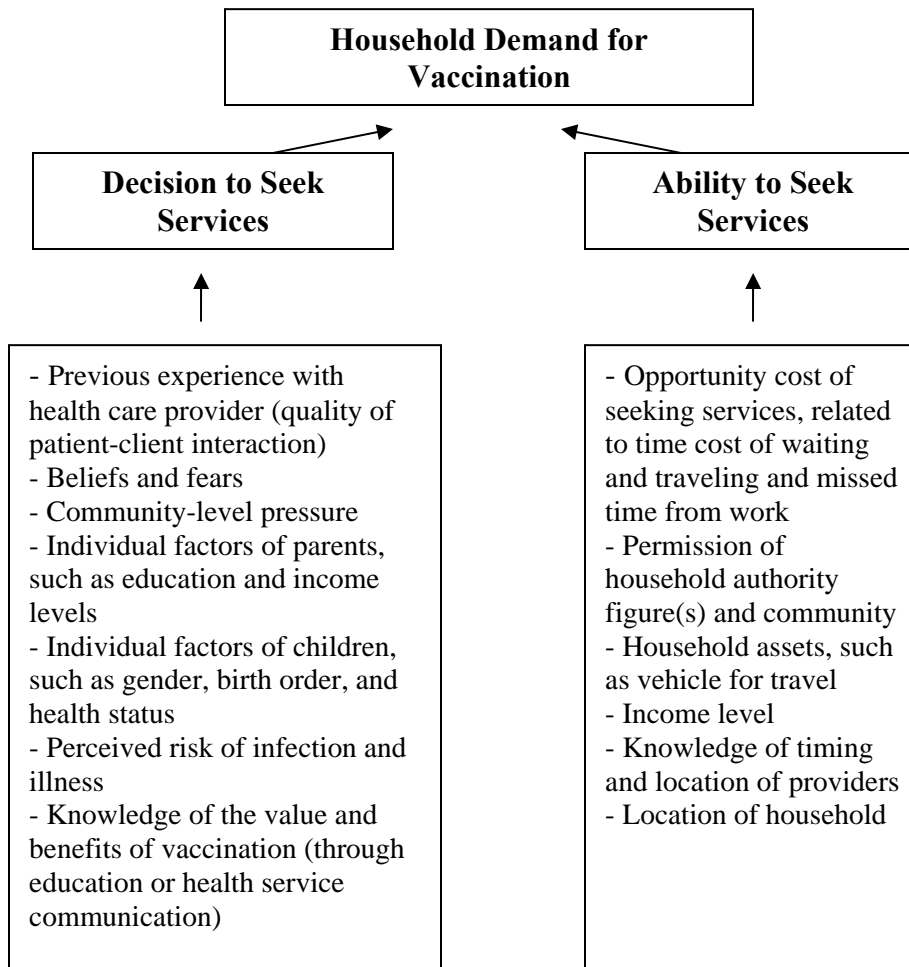 Household Demand for
Vaccination
Decision to Seek
Services
Ability to Seek
Services
- Previous experience with
health care provider (quality of
patient-client interaction)
- Beliefs and fears
- Community-level pressure
- Individual factors of parents,
such as education and income
levels
- Individual factors of children,
such as gender, birth order, and
health status
- Perceived risk of infection and
illness
- Knowledge of the value and
benefits of vaccination (through
education or health service
communication)
- Opportunity cost of
seeking services, related
to time cost of waiting
and traveling and missed
time from work
- Permission of
household authority
figure(s) and community
- Household assets, such
as vehicle for travel
- Income level
- Knowledge of timing
and location of providers
- Location of household